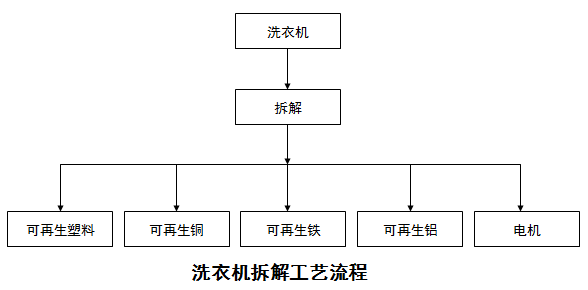 洗衣机
拆解
可再生塑料
可再生铜
可再生铁
可再生铝
电机
洗衣机拆解工艺流程